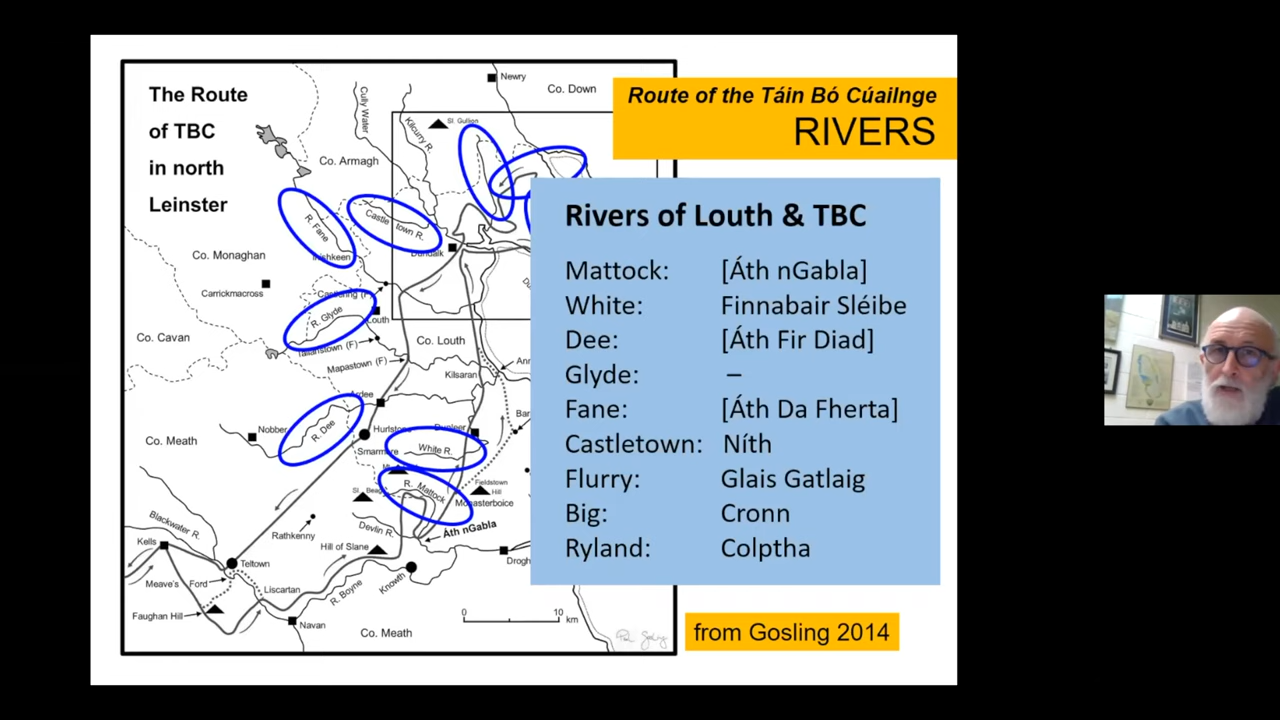 The Route
of TBC
in north
Leinster
Route of the Táin Bó Cúailnge
RIVERS
Rivers of Louth & TBC
Mattock: [Áth nGabla]
White: Finnabair Sléibe
Dee: [Áth Fir Diad]
Glyde: –
Fane: [Áth Da Fherta]
Castletown: Níth
Flurry: Glais Gatlaig
Big: Cronn
Ryland: Colptha
from Gosling 2014
Newry
Co. Down
Cully Water
Kilcurry R.
Sl. Gullion
Co. Armagh
R. Fane
Castle town R.
Inishkeen
Dundalk
Co. Monaghan
Carrickmacross
R. Glyde
Louth
Co. Cavan
Tallanstown (F)
Mapastown (F)
Co. Louth
Kilsaran
Ardee
Nobber
R. Dee
Hurlstone
Smarmore
Dunleer
White R.
Co. Meath
R. Mattock
Fieldstown
Hill
Monasterboice
Devlin R.
Áth nGabla
Blackwater R.
Rathkenny
Hill of Slane
Kells
Teltown
Knowth
Meave's Ford
Liscartan
R. Boyne
Faughan Hill
Navan
Co. Meath
0 10
km